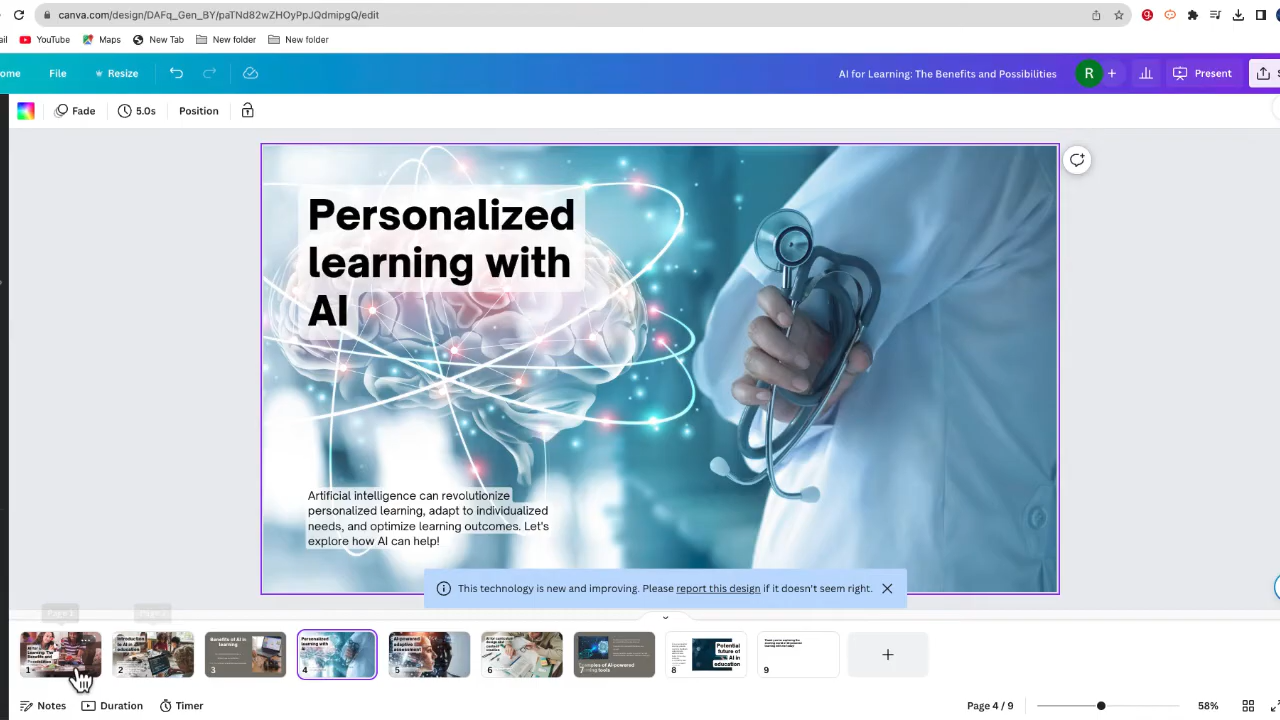 canva.com/design/DAFq_Gen_BY/paTNd82wZHOyPpJQdmipgQ/edit
ail YouTube Maps New Tab New folder New folder
ome File Resize AI for Learning: The Benefits and Possibilities R + Present S
Fade 5.0s Position
Personalized
learning with
AI
Artificial intelligence can revolutionize
personalized learning, adapt to individualized
needs, and optimize learning outcomes. Let's
explore how AI can help!
This technology is new and improving. Please report this design if it doesn't seem right.
1 2 3 4 5 6 7 8 9
Benefits of AI in
learning
Personalized
learning with
AI-powered
adaptive
assessment
Potential
future of
AI in
education
Notes Duration Timer Page 4 / 9 58%